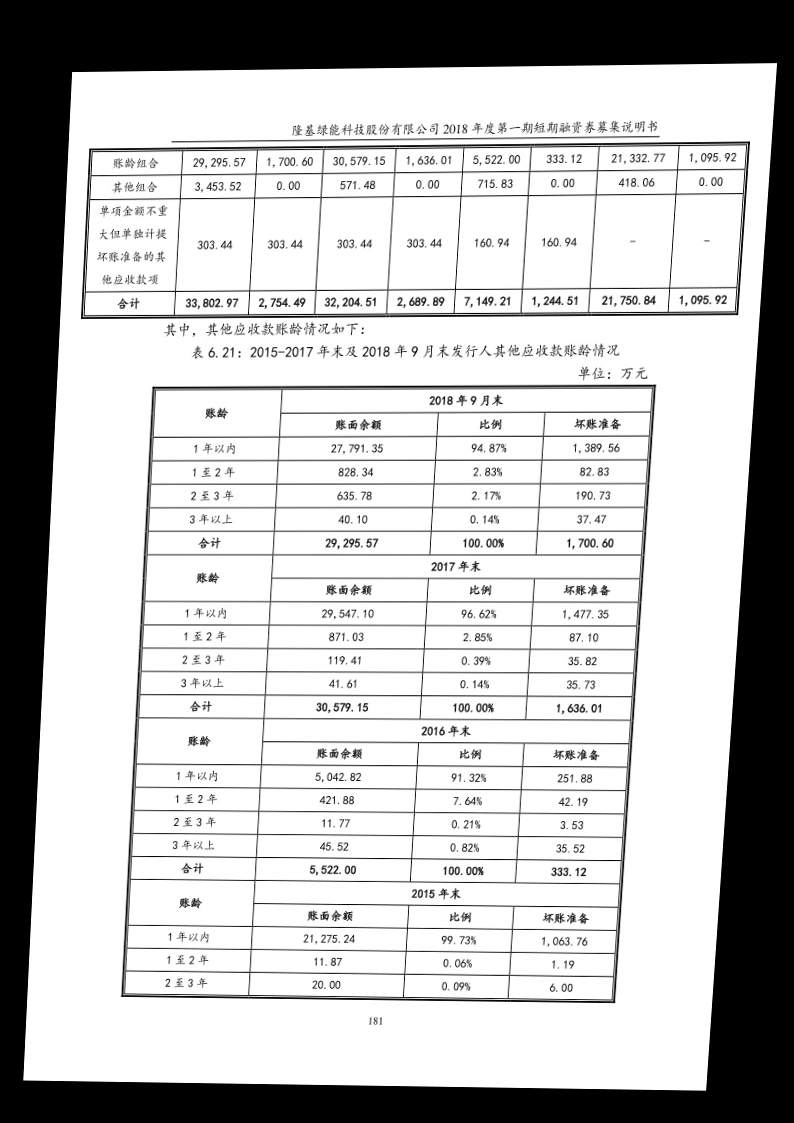 隆基绿能科技股份有限公司 2018 年度第一期短期融资券募集说明书
账龄组合 29,295.57 1,700.60 30,579.15 1,636.01 5,522.00 333.12 21,332.77 1,095.92
其他组合 3,453.52 0.00 571.48 0.00 715.83 0.00 418.06 0.00
单项金额不重
大但单独计提
坏账准备的其
他应收款项
303.44 303.44 303.44 303.44 160.94 160.94 - -
合计 33,802.97 2,754.49 32,204.51 2,689.89 7,149.21 1,244.51 21,750.84 1,095.92
其中，其他应收款账龄情况如下：
表 6.21：2015-2017 年末及 2018 年 9 月末发行人其他应收款账龄情况
单位：万元
账龄 2018 年 9 月末
账面余额 比例 坏账准备
1 年以内 27,791.35 94.87% 1,389.56
1 至 2 年 828.34 2.83% 82.83
2 至 3 年 635.78 2.17% 190.73
3 年以上 40.10 0.14% 37.47
合计 29,295.57 100.00% 1,700.60
账龄 2017 年末
账面余额 比例 坏账准备
1 年以内 29,547.10 96.62% 1,477.35
1 至 2 年 871.03 2.85% 87.10
2 至 3 年 119.41 0.39% 35.82
3 年以上 41.61 0.14% 35.73
合计 30,579.15 100.00% 1,636.01
账龄 2016 年末
账面余额 比例 坏账准备
1 年以内 5,042.82 91.32% 251.88
1 至 2 年 421.88 7.64% 42.19
2 至 3 年 11.77 0.21% 3.53
3 年以上 45.52 0.82% 35.52
合计 5,522.00 100.00% 333.12
账龄 2015 年末
账面余额 比例 坏账准备
1 年以内 21,275.24 99.73% 1,063.76
1 至 2 年 11.87 0.06% 1.19
2 至 3 年 20.00 0.09% 6.00
181